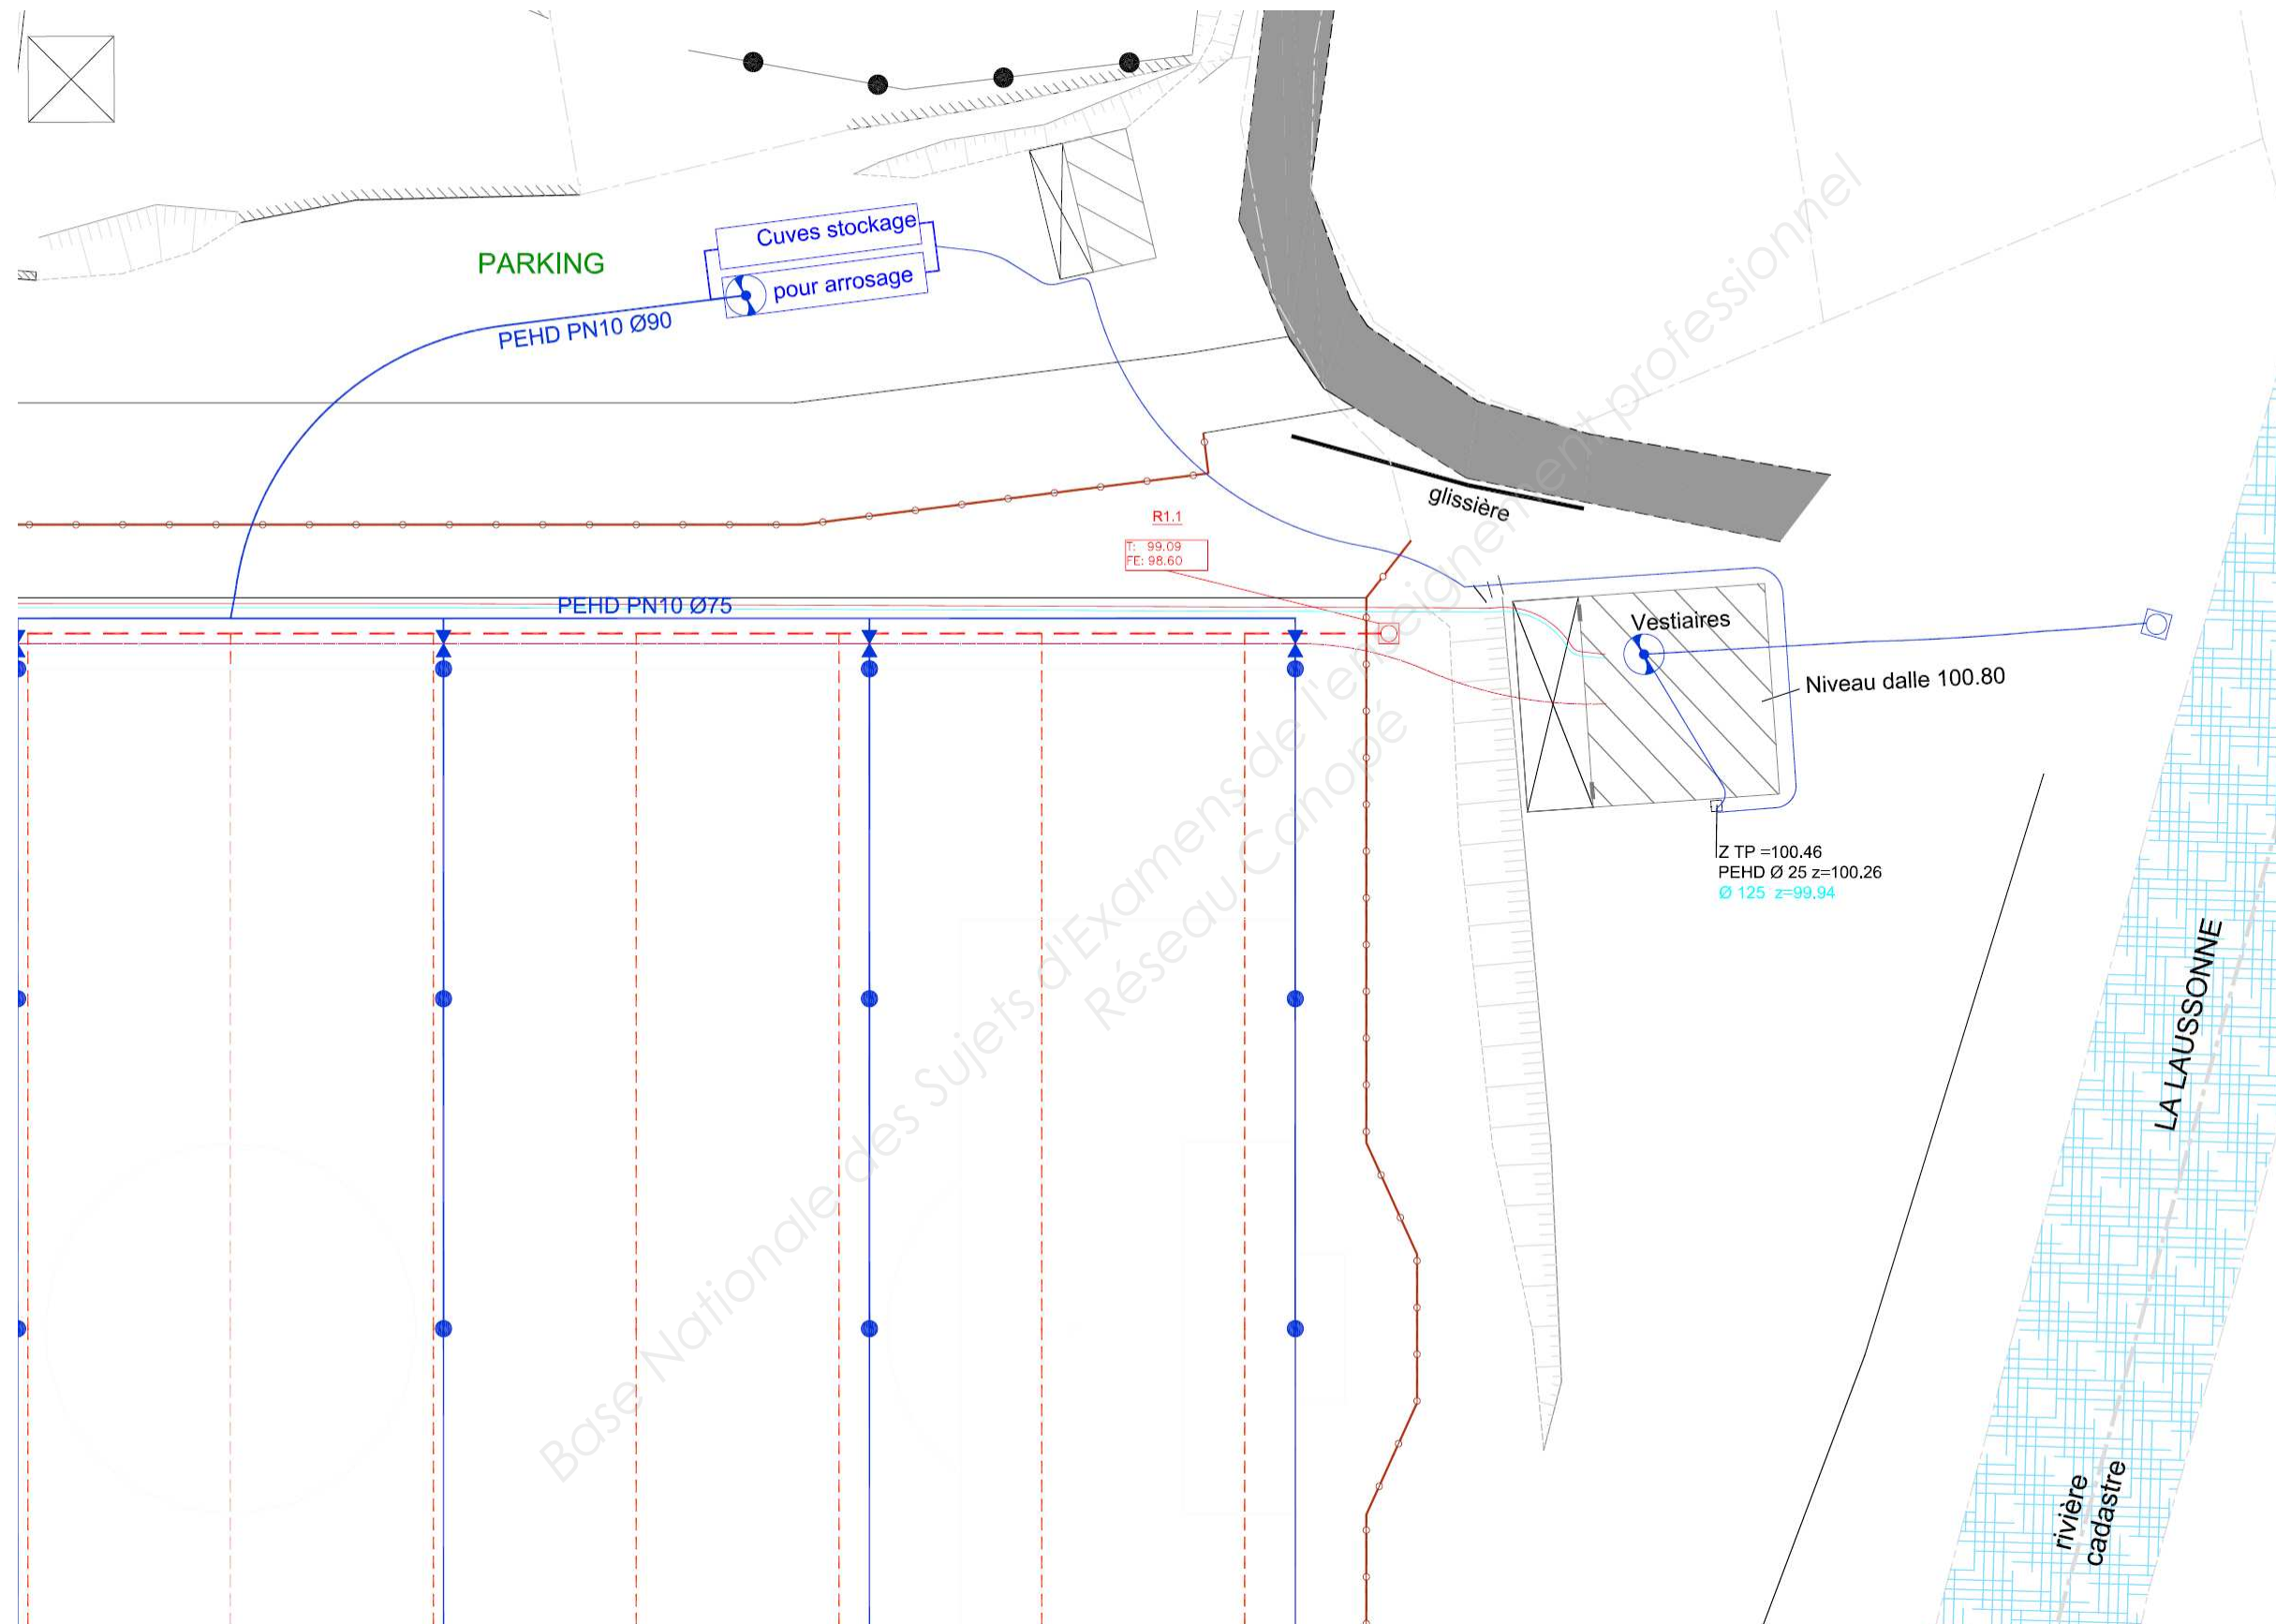 Cuves stockage
pour arrosage
PARKING
PEHD PN10 Ø90
glissière
R1.1
T: 99.09
FE: 98.60
PEHD PN10 Ø75
Vestiaires
Niveau dalle 100.80
Z TP =100.46
PEHD Ø 25 z=100.26
Ø 125 z=99.94
LA LAUSSONNE
rivière
cadastre
Base Nationale des Sujets d'Examens de l'enseignement professionnel
Réseau Canopé